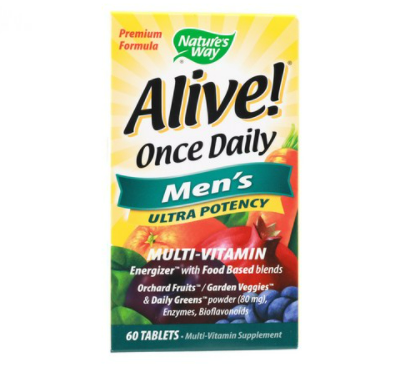 Premium
Formula
Nature's
Way®
Alive!®
Once Daily
Men's
ULTRA POTENCY
MULTI-VITAMIN
Energizer™ with Food Based blends
Orchard Fruits™/Garden Veggies™
& Daily Greens™ powder (80 mg),
Enzymes, Bioflavonoids
60 TABLETS - Multi-Vitamin Supplement